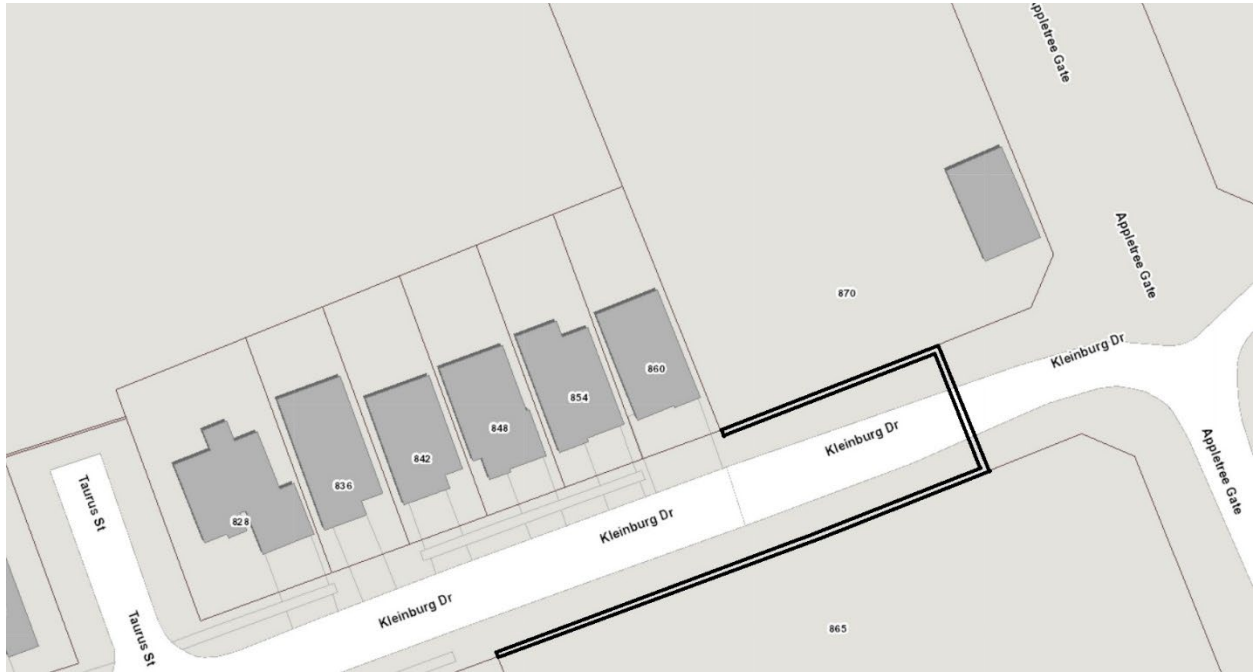 Appletree Gate
Appletree Gate
870
Kleinburg Dr
860
Kleinburg Dr
854
848
842
Appletree Gate
836
Taurus St
828
Kleinburg Dr
Kleinburg Dr
865
Taurus St